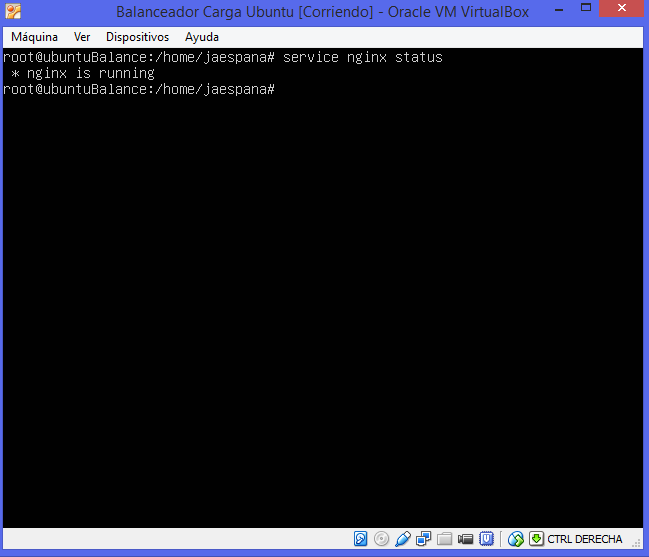 Balanceador Carga Ubuntu [Corriendo] - Oracle VM VirtualBox
Máquina Ver Dispositivos Ayuda
root@ubuntuBalance:/home/jaespana# service nginx status
* nginx is running
root@ubuntuBalance:/home/jaespana#
CTRL DERECHA